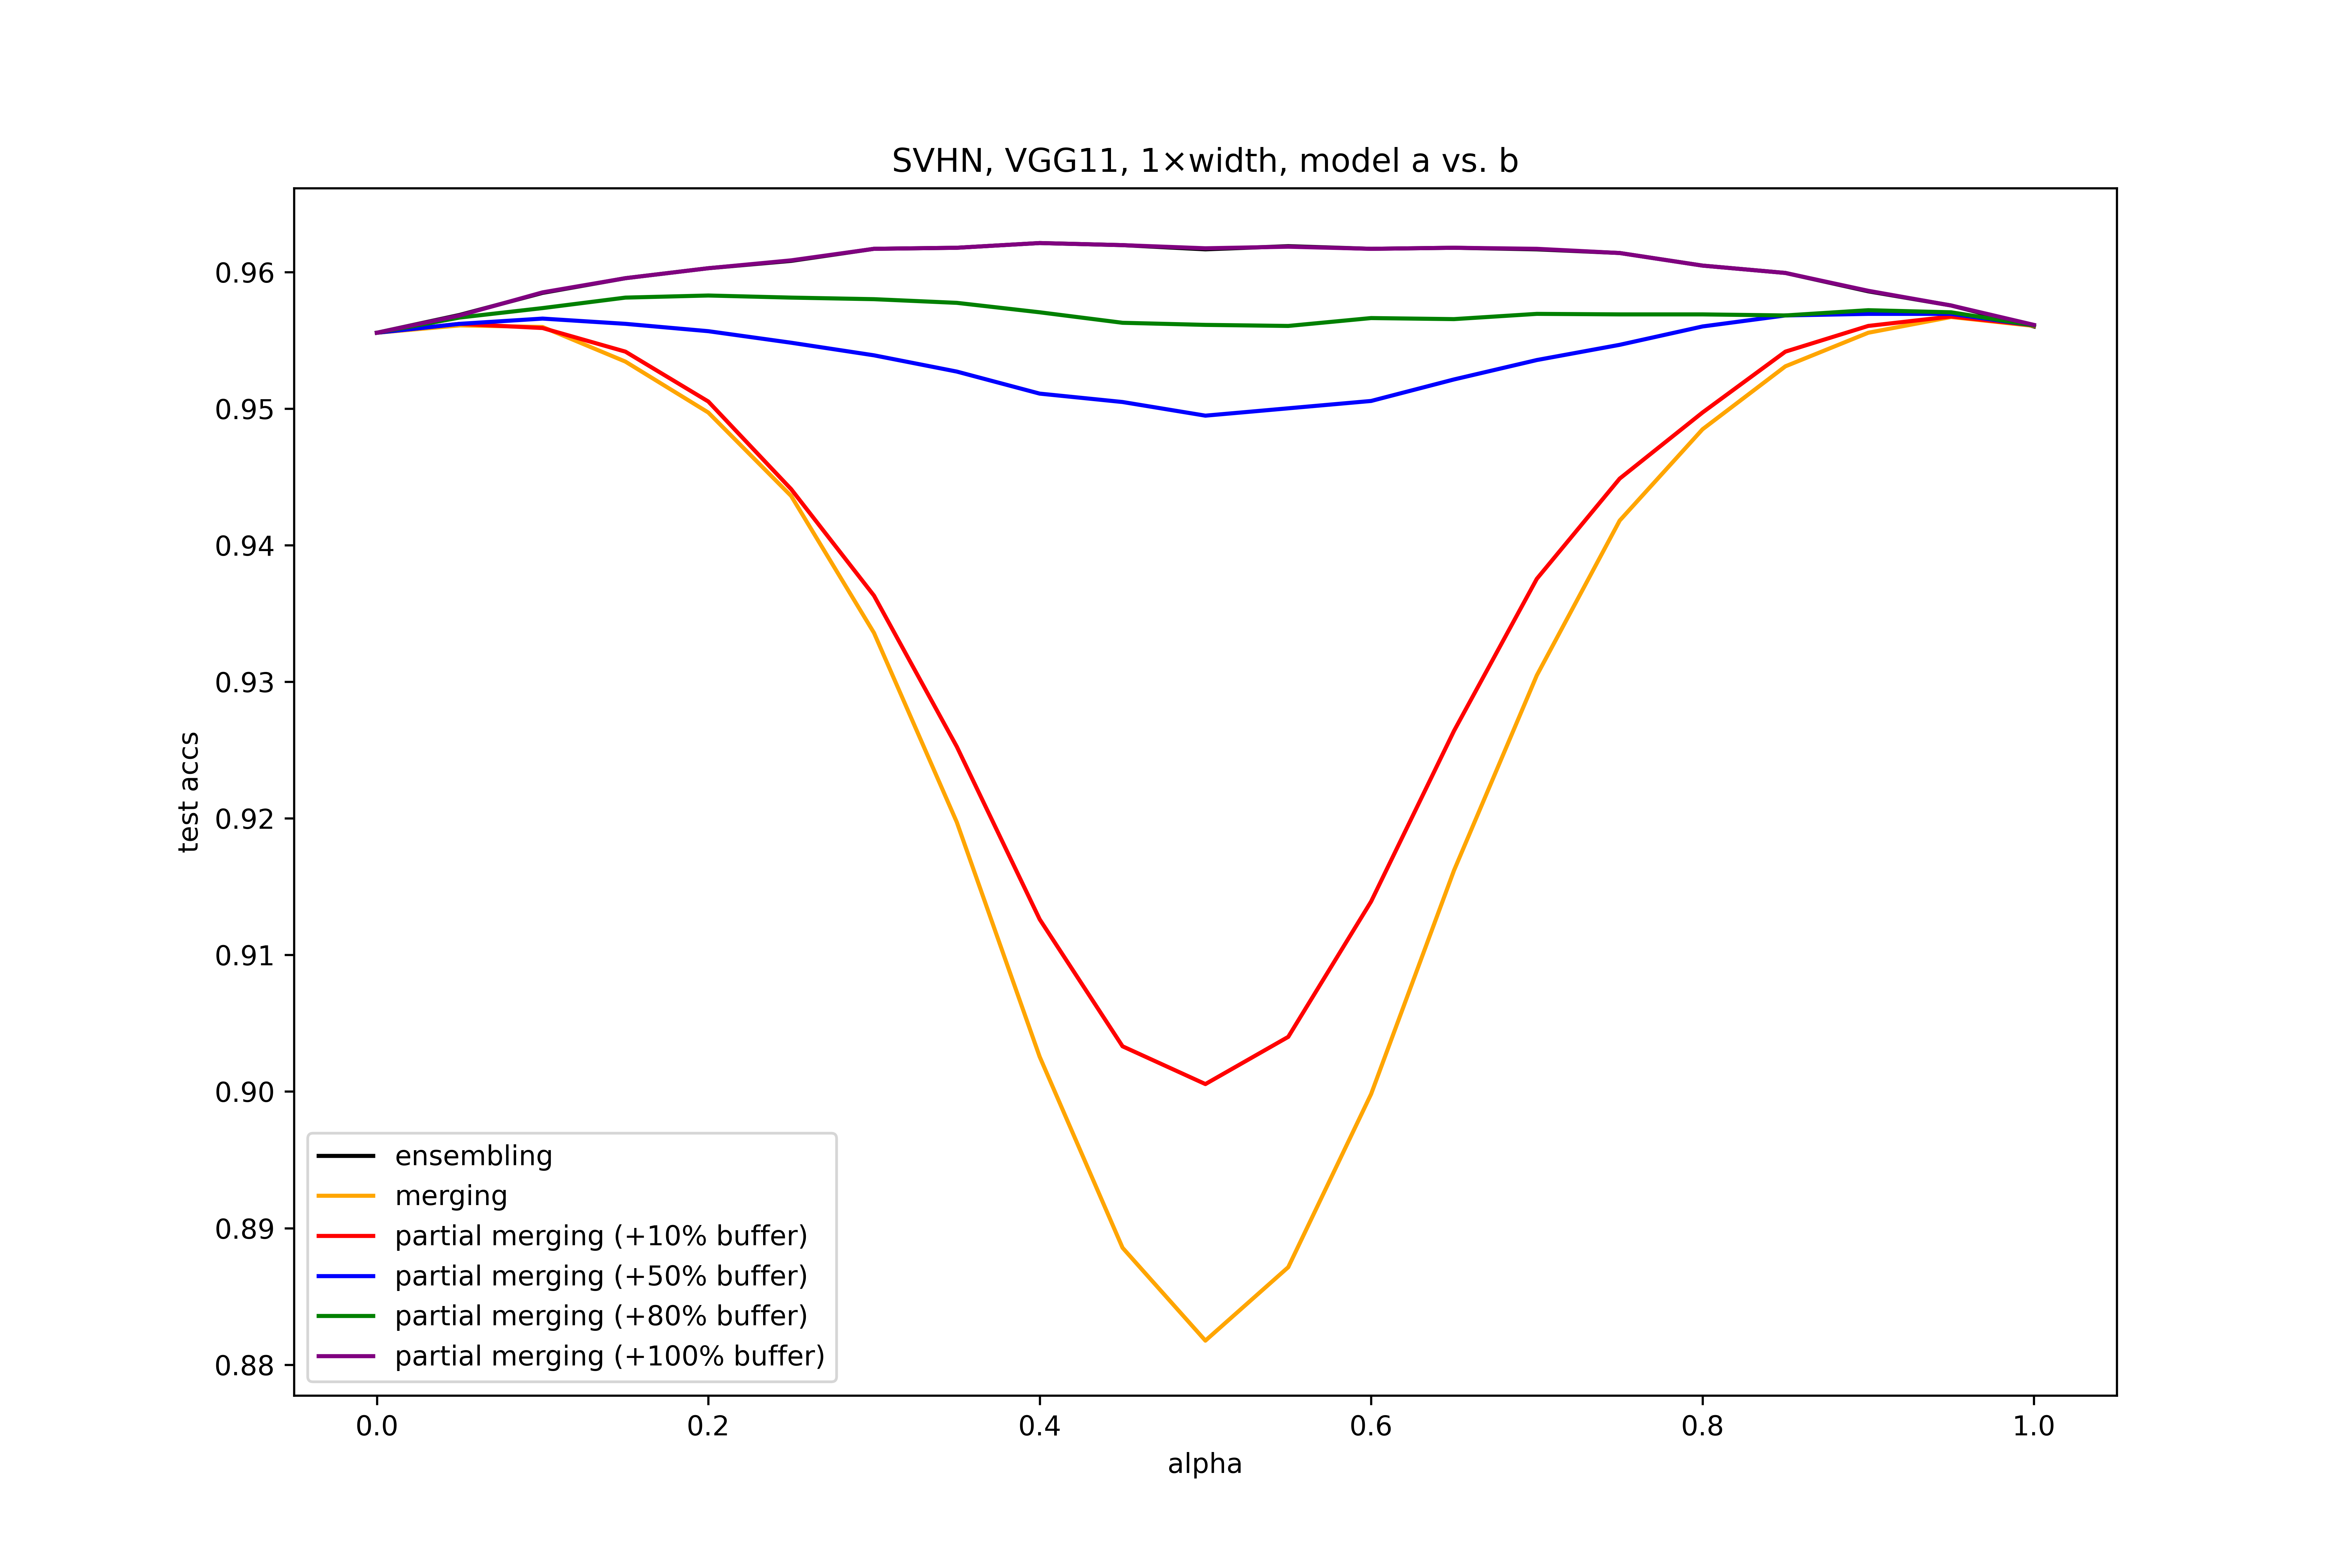 SVHN, VGG11, 1×width, model a vs. b
0.96
0.95
0.94
0.93
0.92
0.91
0.90
0.89
0.88
test accs
ensembling
merging
partial merging (+10% buffer)
partial merging (+50% buffer)
partial merging (+80% buffer)
partial merging (+100% buffer)
0.0 0.2 0.4 0.6 0.8 1.0
alpha